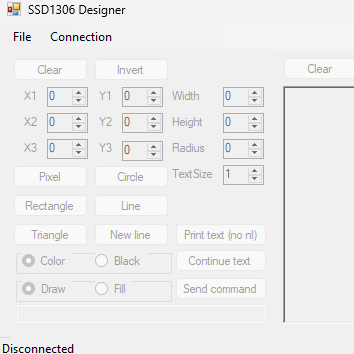 SSD1306 Designer
File Connection
Clear Invert Clear
X1 0 Y1 0 Width 0
X2 0 Y2 0 Height 0
X3 0 Y3 0 Radius 0
Pixel Circle TextSize 1
Rectangle Line
Triangle New line Print text (no nl)
Color Black Continue text
Draw Fill Send command
Disconnected